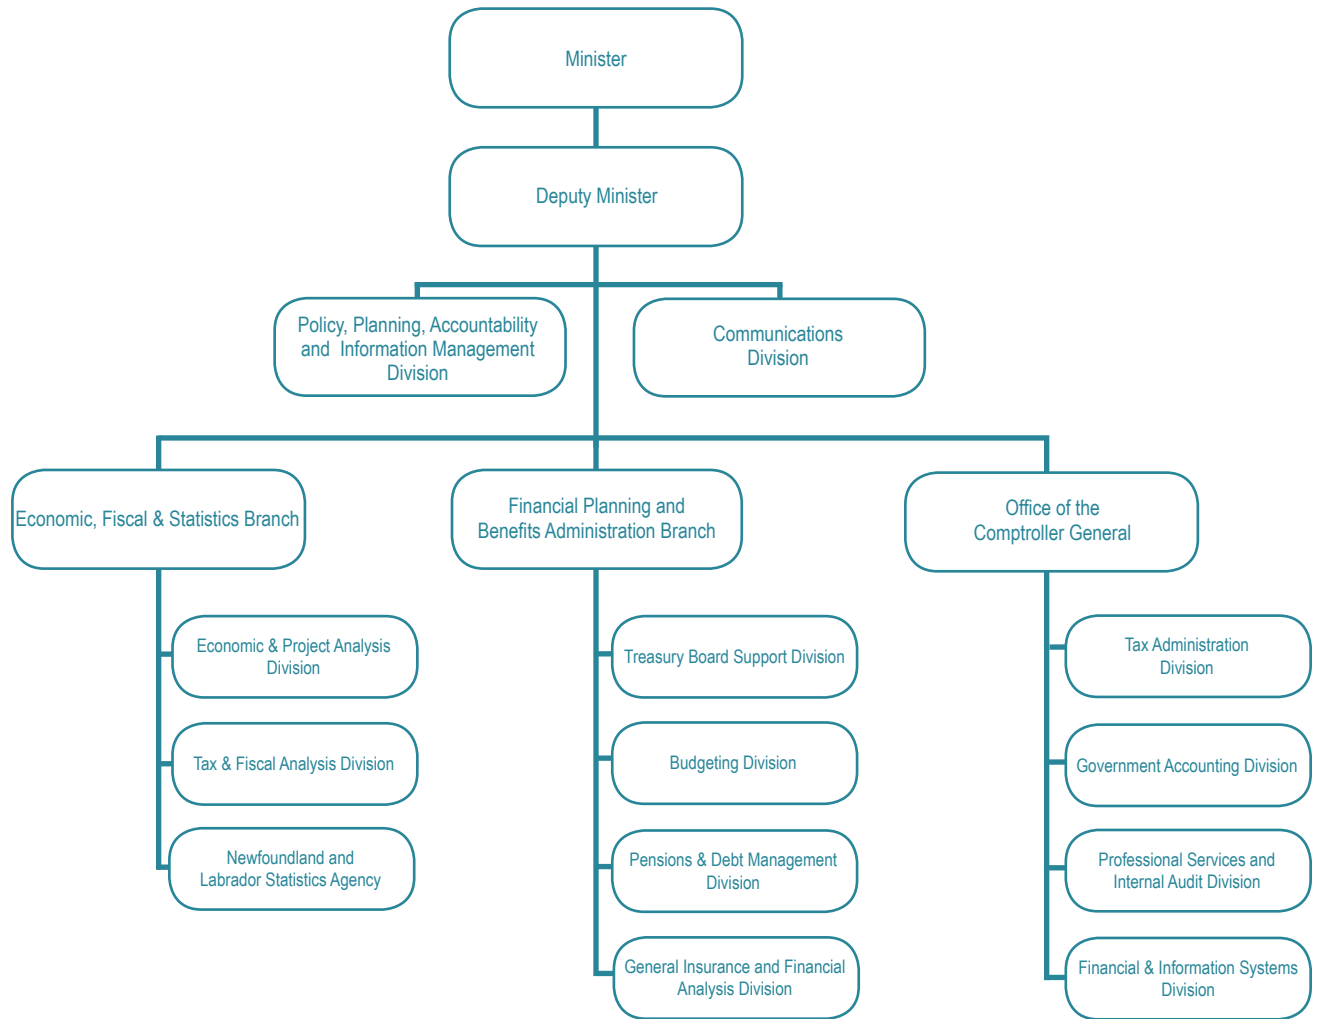 Minister
Deputy Minister
Policy, Planning, Accountability
and Information Management
Division
Communications
Division
Economic, Fiscal & Statistics Branch
Financial Planning and
Benefits Administration Branch
Office of the
Comptroller General
Economic & Project Analysis
Division
Tax & Fiscal Analysis Division
Newfoundland and
Labrador Statistics Agency
Treasury Board Support Division
Budgeting Division
Pensions & Debt Management
Division
General Insurance and Financial
Analysis Division
Tax Administration
Division
Government Accounting Division
Professional Services and
Internal Audit Division
Financial & Information Systems
Division